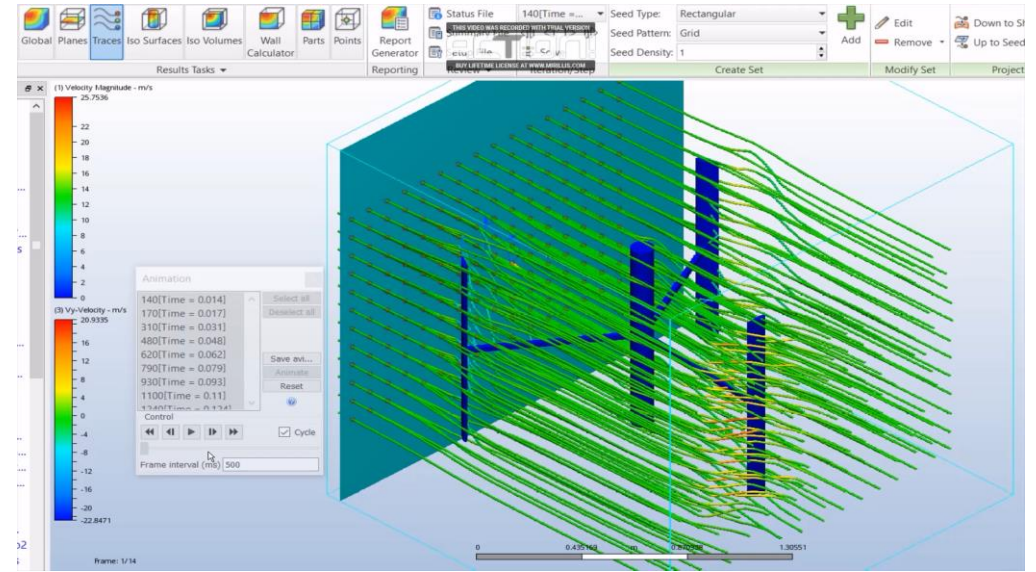 Global Planes Traces Iso Surfaces Iso Volumes Wall Calculator Parts Points Report Generator
Results Tasks
Reporting
Status File 140[Time =...
THIS VIDEO WAS RECORDED WITH TRIAL VERSION
BUY LIFETIME LICENSE AT WWW.MIRILLIS.COM
Iteration/Step
Seed Type: Rectangular
Seed Pattern: Grid
Seed Density: 1
Add
Create Set
Edit
Remove
Modify Set
Down to
Up to Seed
Project
(1) Velocity Magnitude - m/s
25.7536
22
20
18
16
14
12
10
8
6
4
2
0
(3) Vy-Velocity - m/s
20.9335
16
12
8
4
0
-4
-8
-12
-16
-20
-22.8471
Animation
140[Time = 0.014]
170[Time = 0.017]
310[Time = 0.031]
480[Time = 0.048]
620[Time = 0.062]
790[Time = 0.079]
930[Time = 0.093]
1100[Time = 0.11]
Select all
Deselect all
Save avi...
Animate
Reset
Control
Cycle
Frame interval (ms) 500
0 m 1.30551
Frame: 1/14